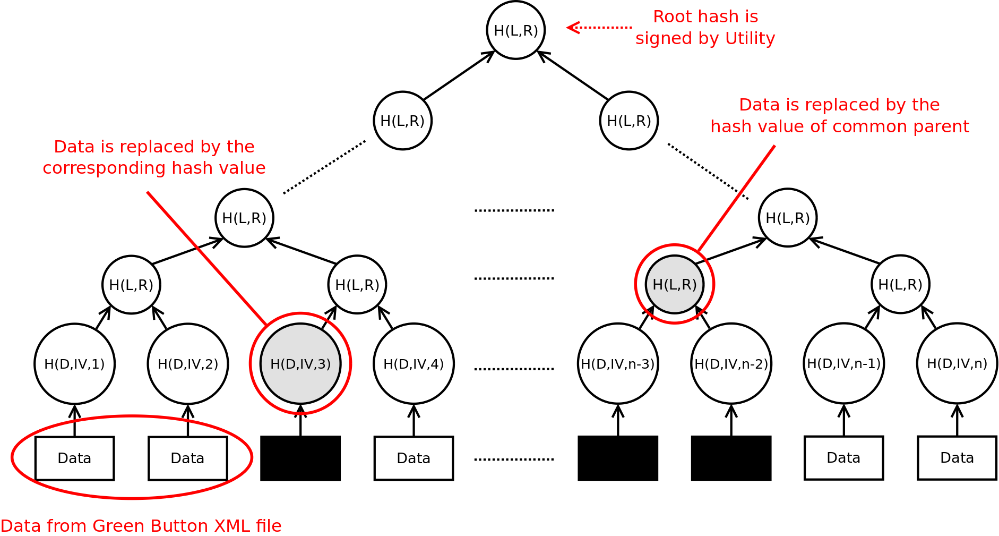 H(L,R)
Root hash is
signed by Utility
H(L,R)
H(L,R)
Data is replaced by the
hash value of common parent
Data is replaced by the
corresponding hash value
H(L,R)
H(L,R)
H(L,R)
H(L,R)
H(L,R)
H(L,R)
H(D,IV,1)
H(D,IV,2)
H(D,IV,3)
H(D,IV,4)
H(D,IV,n-3)
H(D,IV,n-2)
H(D,IV,n-1)
H(D,IV,n)
Data
Data
Data
Data
Data
Data from Green Button XML file